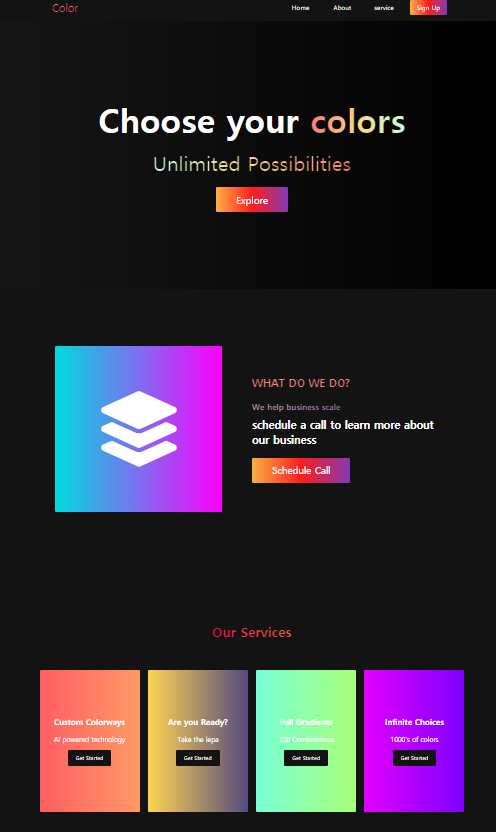 Color
Home About service Sign Up
Choose your colors
Unlimited Possibilities
Explore
WHAT DO WE DO?
We help business scale
schedule a call to learn more about
our business
Schedule Call
Our Services
Custom Colorways
AI powered technology
Get Started
Are you Ready?
Take the lepa
Get Started
Full Gradients
100 Combinations
Get Started
Infinite Choices
1000's of colors
Get Started